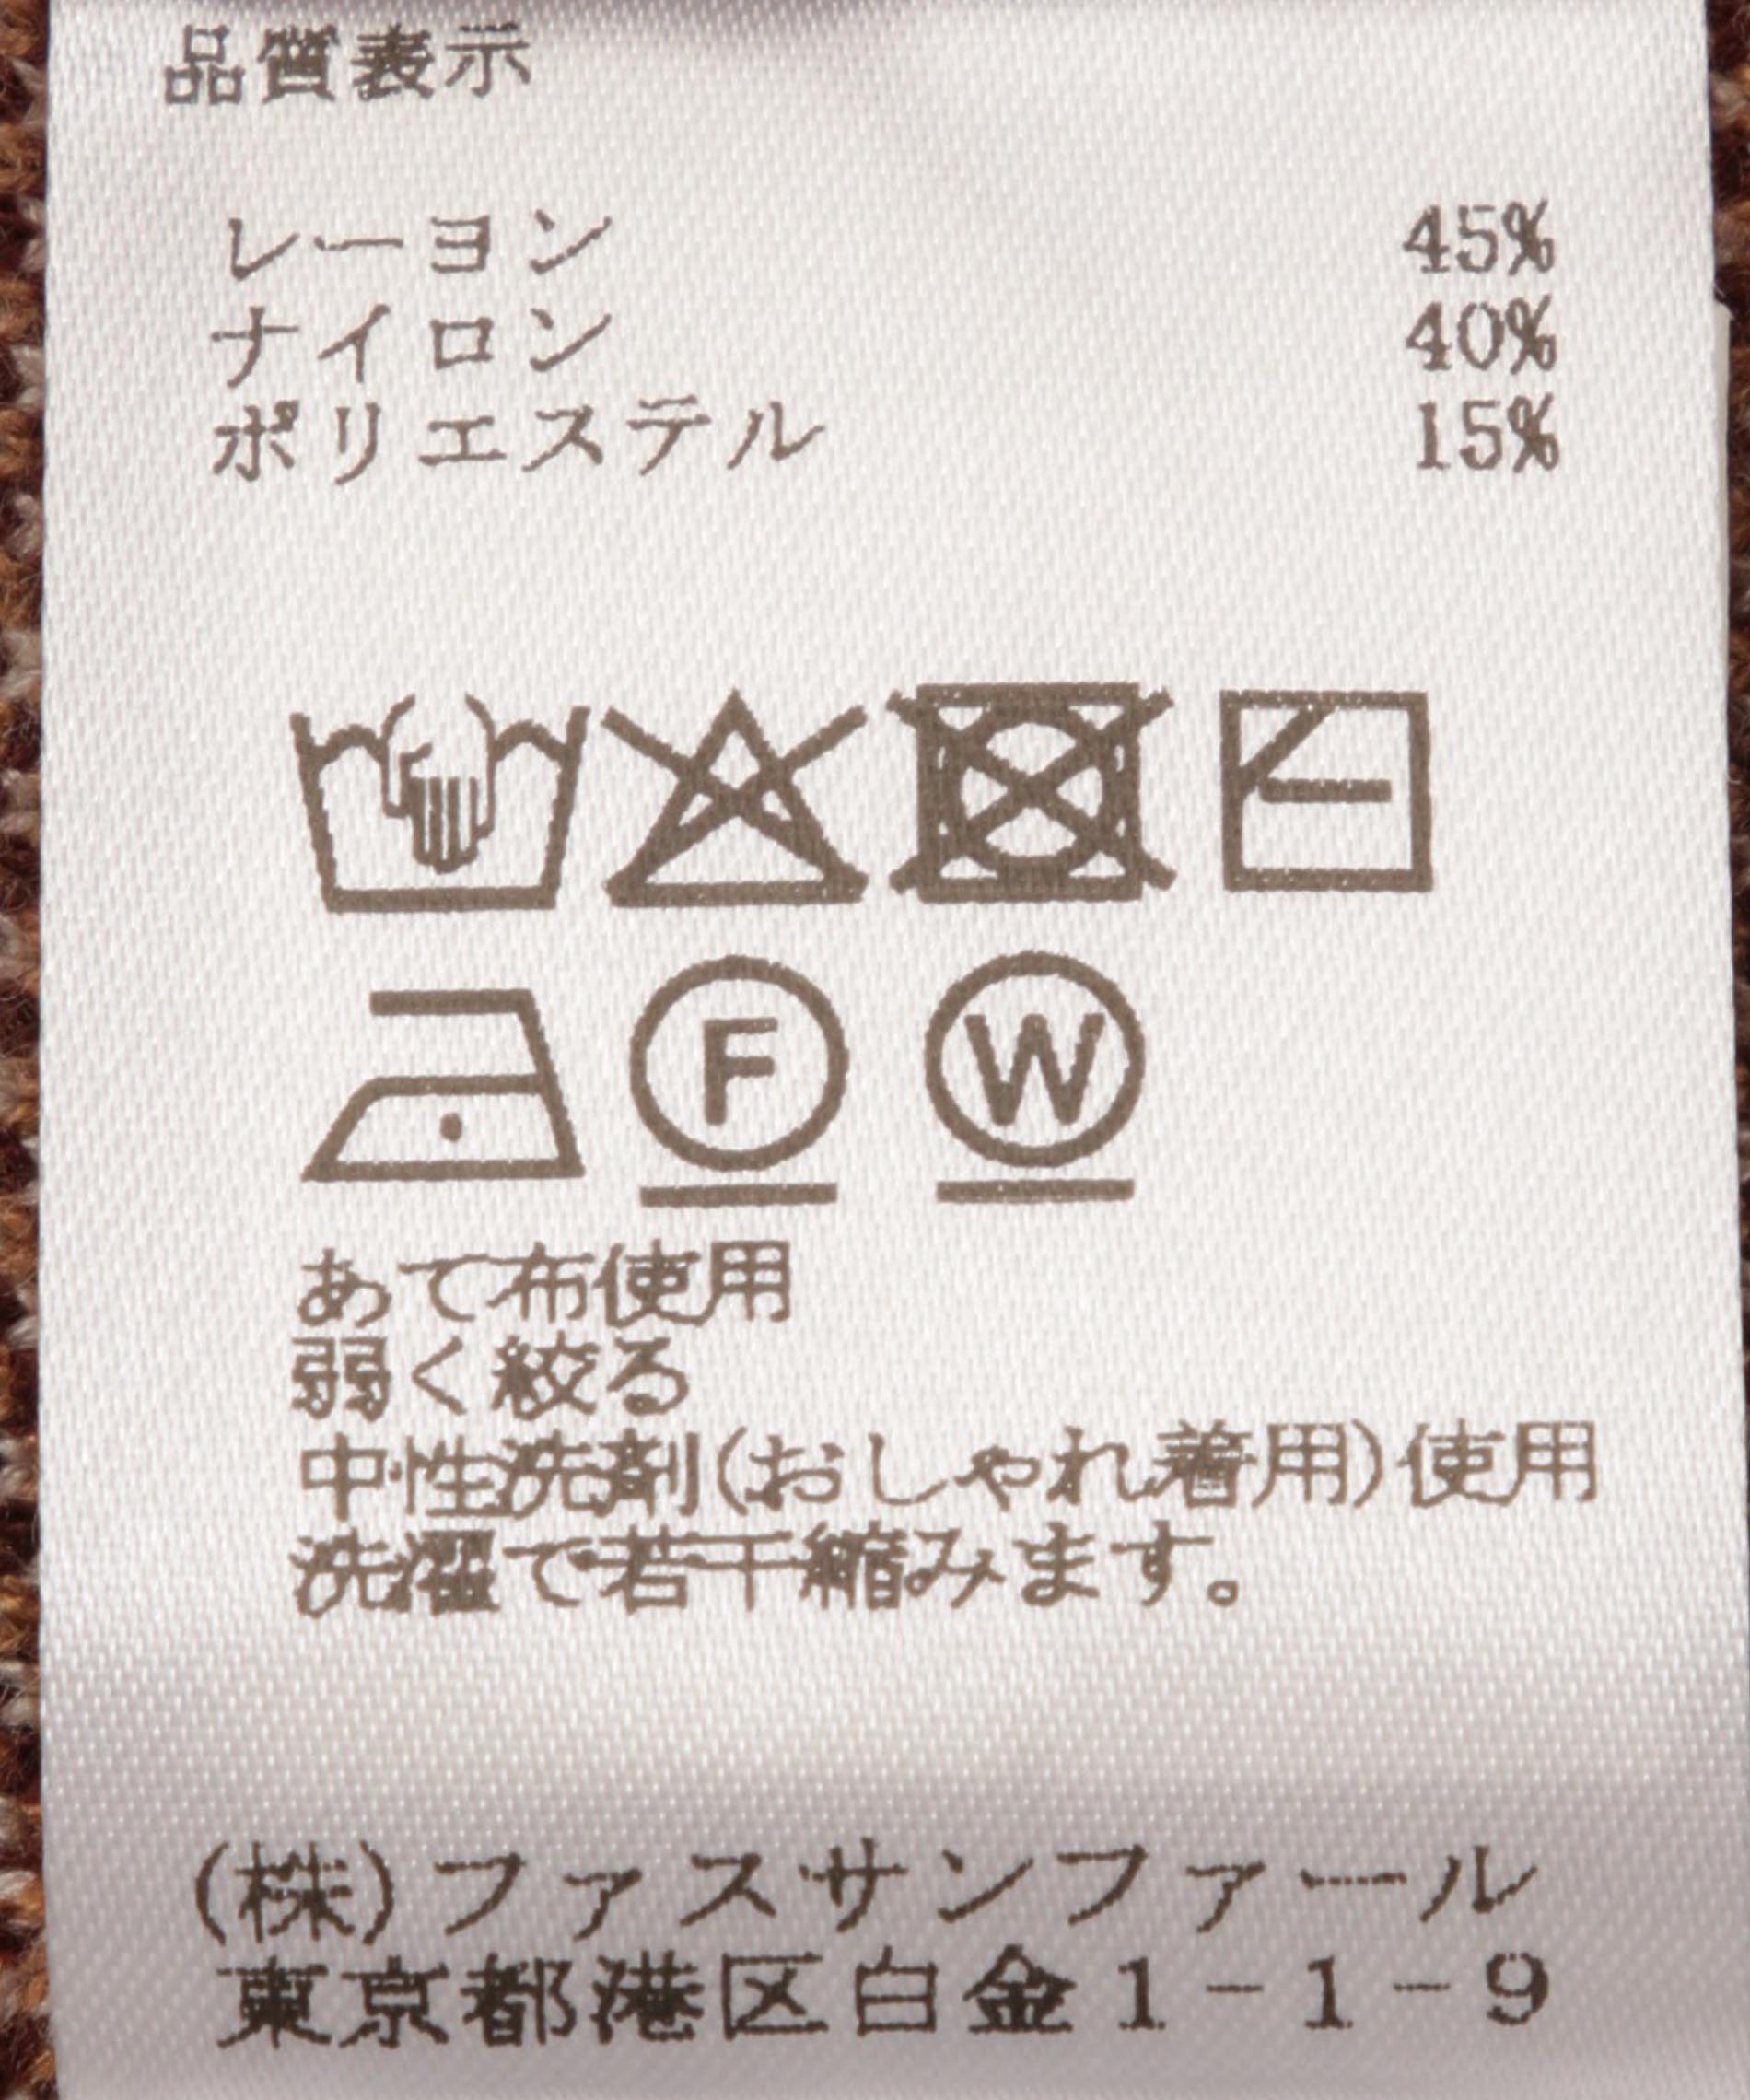 品質表示
レーヨン 45%
ナイロン 40%
ポリエステル 15%
F W
あて布使用
弱く絞る
中性洗剤(おしゃれ着用)使用
洗濯で若干縮みます。
(株)ファスサンファール
東京都港区白金1-1-9